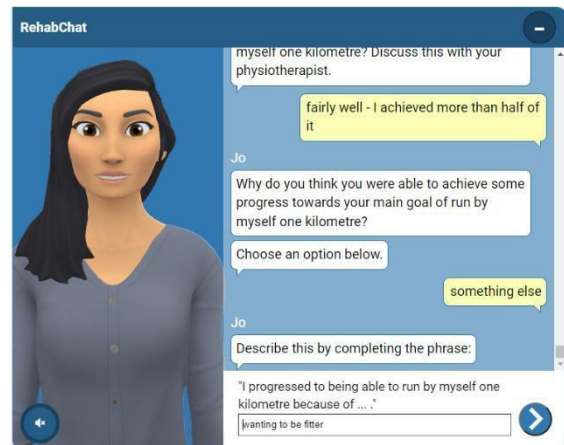 RehabChat
myself one kilometre? Discuss this with your
physiotherapist.
fairly well - I achieved more than half of
it
Jo
Why do you think you were able to achieve some
progress towards your main goal of run by
myself one kilometre?
Choose an option below.
something else
Jo
Describe this by completing the phrase:
"I progressed to being able to run by myself one
kilometre because of ... ."
wanting to be fitter